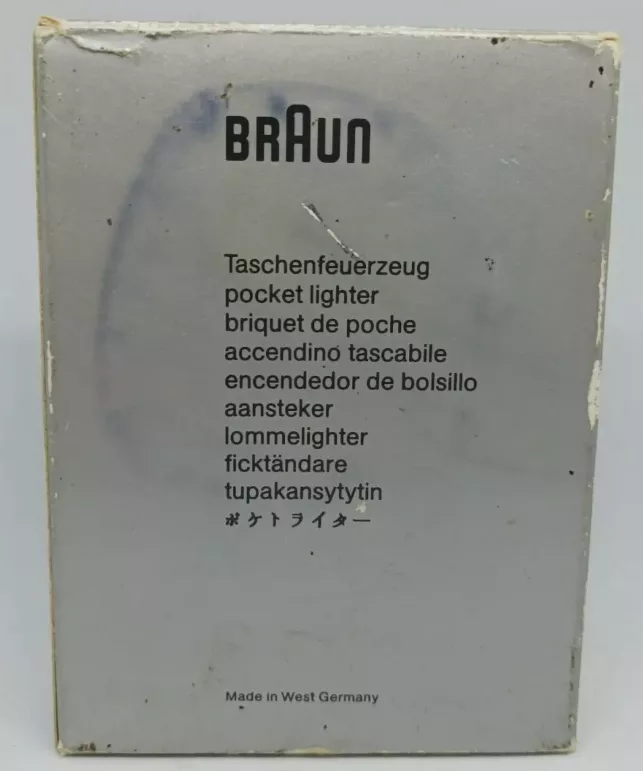 BRAUN
Taschenfeuerzeug
pocket lighter
briquet de poche
accendino tascabile
encendedor de bolsillo
aansteker
lommelighter
ficktändare
tupakansytytin
ポケトライター
Made in West Germany